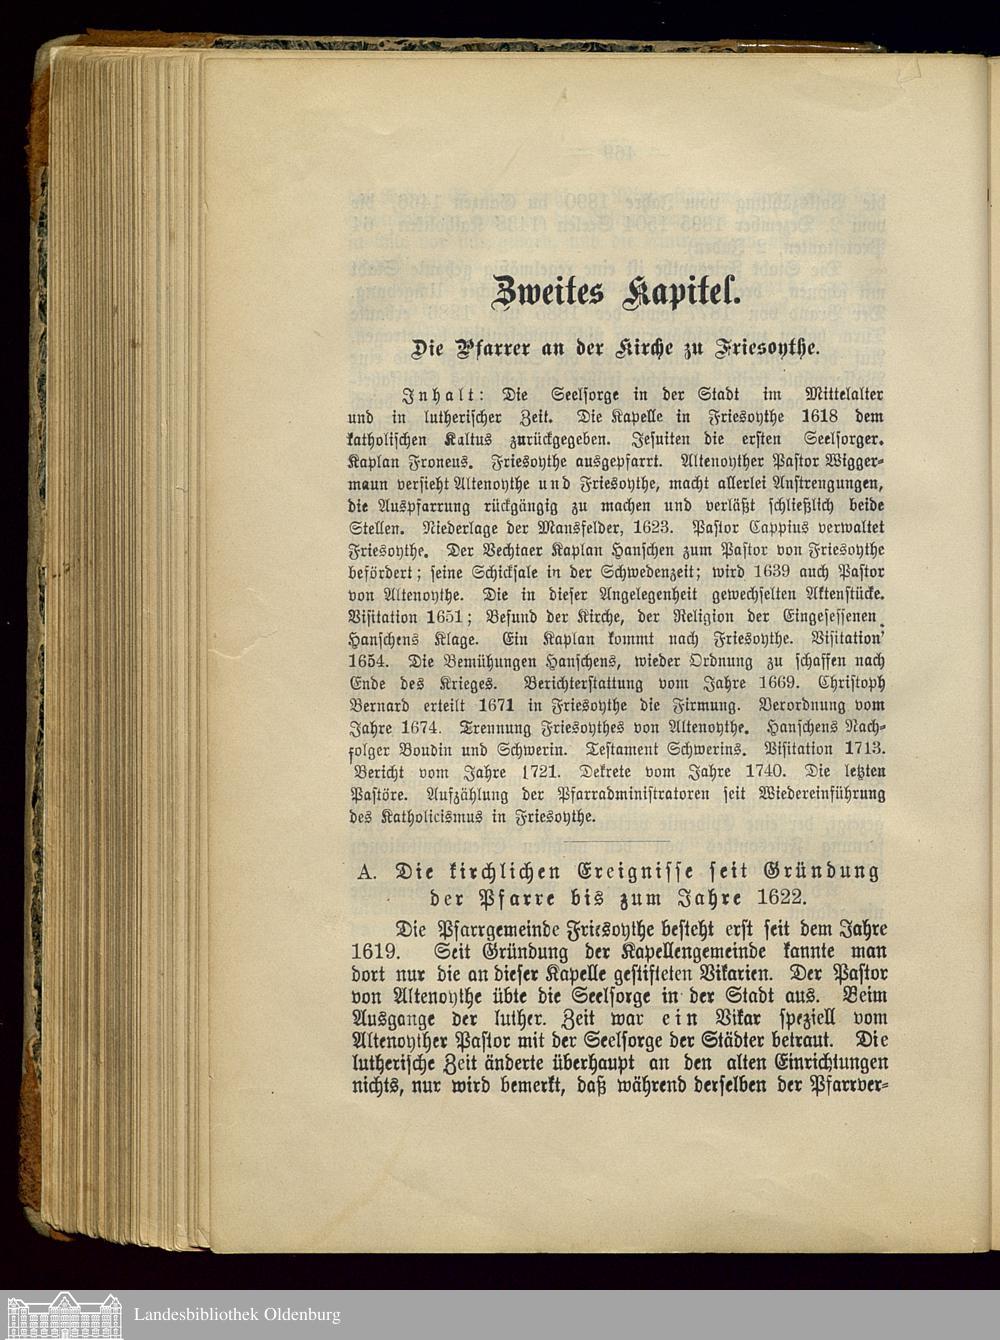 Zweites Kapitel.
Die Pfarrer an der Kirche zu Friesoythe.
Inhalt: Die Seelsorge in der Stadt im Mittelalter
und in lutherischer Zeit. Die Kapelle in Friesoythe 1618 dem
katholischen Kaltus zurückgegeben. Jesuiten die ersten Seelsorger.
Kaplan Froneus. Friesoythe ausgepfarrt. Altenoyther Pastor Wigger-
mann versieht Altenoythe und Friesoythe, macht allerlei Anstrengungen,
die Auspfarrung rückgängig zu machen und verläßt schließlich beide
Stellen. Niederlage der Mansfelder, 1623. Pastor Cappius verwaltet
Friesoythe. Der Vechtaer Kaplan Hanschen zum Pastor von Friesoythe
befördert; seine Schicksale in der Schwedenzeit; wird 1639 auch Pastor
von Altenoythe. Die in dieser Angelegenheit gewechselten Aktenstücke.
Visitation 1651; Befund der Kirche, der Religion der Eingesessenen.
Hanschens Klage. Ein Kaplan kommt nach Friesoythe. Visitation
1654. Die Bemühungen Hanschens, wieder Ordnung zu schaffen nach
Ende des Krieges. Berichterstattung vom Jahre 1669. Christoph
Bernard erteilt 1671 in Friesoythe die Firmung. Verordnung vom
Jahre 1674. Trennung Friesoythes von Altenoythe. Hanschens Nach-
folger Boudin und Schwerin. Testament Schwerins. Visitation 1713.
Bericht vom Jahre 1721. Dekrete vom Jahre 1740. Die letzten
Pastöre. Aufzählung der Pfarradministratoren seit Wiedereinführung
des Katholicismus in Friesoythe.
A. Die kirchlichen Ereignisse seit Gründung
der Pfarre bis zum Jahre 1622.
Die Pfarrgemeinde Friesoythe besteht erst seit dem Jahre
1619. Seit Gründung der Kapellengemeinde kannte man
dort nur die an dieser Kapelle gestifteten Vikarien. Der Pastor
von Altenoythe übte die Seelsorge in der Stadt aus. Beim
Ausgange der luther. Zeit war ein Vikar speziell vom
Altenoyther Pastor mit der Seelsorge der Städter betraut. Die
lutherische Zeit änderte überhaupt an den alten Einrichtungen
nichts, nur wird bemerkt, daß während derselben der Pfarrver-
Landesbibliothek Oldenburg